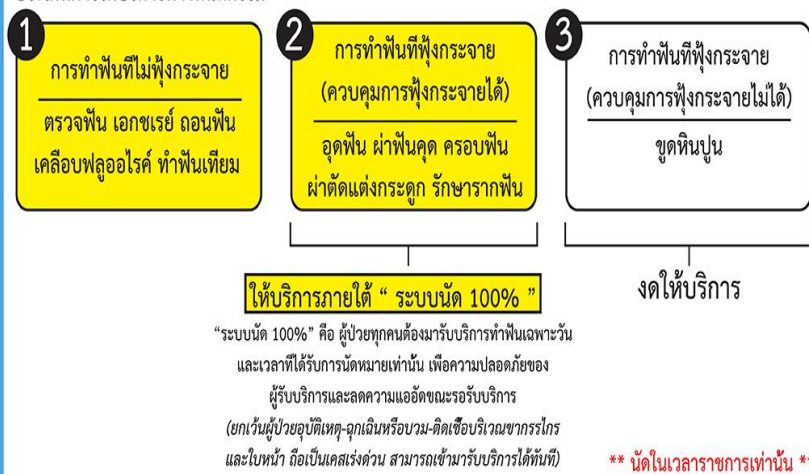 1
การทำฟันที่ไม่ฟุ้งกระจาย
ตรวจฟัน เอกซเรย์ ถอนฟัน
เคลือบฟลูออไรด์ ทำฟันเทียม
2
การทำฟันที่ฟุ้งกระจาย
(ควบคุมการฟุ้งกระจายได้)
อุดฟัน ผ่าฟันคุด ครอบฟัน
ผ่าตัดแต่งกระดูก รักษารากฟัน
3
การทำฟันที่ฟุ้งกระจาย
(ควบคุมการฟุ้งกระจายไม่ได้)
ขูดหินปูน
ให้บริการภายใต้ “ ระบบนัด 100% ”
“ระบบนัด 100%” คือ ผู้ป่วยทุกคนต้องมารับบริการทำฟันเฉพาะวัน
และเวลาที่ได้รับการนัดหมายเท่านั้น เพื่อความปลอดภัยของ
ผู้รับบริการและลดความแออัดขณะรอรับบริการ
(ยกเว้นผู้ป่วยอุบัติเหตุ-ฉุกเฉินหรือบวม-ติดเชื้อบริเวณขากรรไกร
และใบหน้า ถือเป็นเคสเร่งด่วน สามารถเข้ามารับบริการได้ทันที)
งดให้บริการ
** นัดในเวลาราชการเท่านั้น *